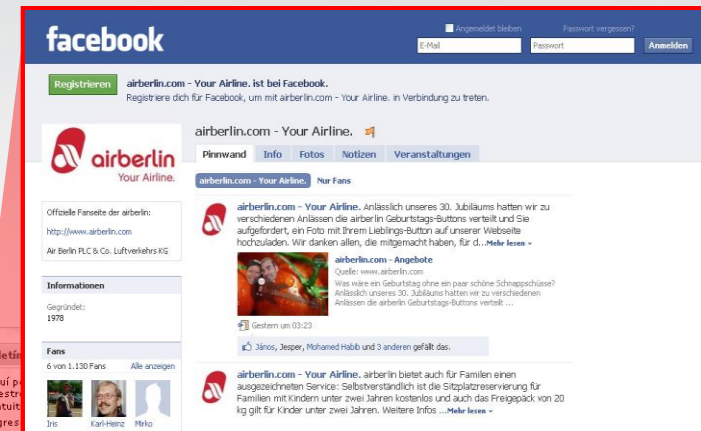 facebook
Angemeldet bleiben
Passwort vergessen?
E-Mail
Passwort
Anmelden
Registrieren
airberlin.com - Your Airline. ist bei Facebook.
Registriere dich für Facebook, um mit airberlin.com - Your Airline. in Verbindung zu treten.
airberlin
Your Airline.
Offizielle Fanseite der airberlin:
http://www.airberlin.com
Air Berlin PLC & Co. Luftverkehrs KG
Informationen
Gegründet:
1978
Fans
6 von 1.130 Fans
Alle anzeigen
Iris
Karl-Heinz
Mirko
airberlin.com - Your Airline.
Pinnwand
Info
Fotos
Notizen
Veranstaltungen
airberlin.com - Your Airline.
Nur Fans
airberlin.com - Your Airline. Anlässlich unseres 30. Jubiläums hatten wir zu
verschiedenen Anlässen die airberlin Geburtstags-Buttons verteilt und Sie
aufgefordert, ein Foto mit Ihrem Lieblings-Button auf unserer Webseite
hochzuladen. Wir danken allen, die mitgemacht haben, für d...Mehr lesen
airberlin.com - Angebote
Quelle: www.airberlin.com
Was wäre ein Geburtstag ohne ein paar schöne Schnappschüsse?
Anlässlich unseres 30. Jubiläums hatten wir zu verschiedenen
Anlässen die airberlin Geburtstags-Buttons verteilt ...
Gestern um 03:23
János, Jesper, Mohamed Habib und 3 anderen gefällt das.
airberlin.com - Your Airline. airberlin bietet auch für Familen einen
ausgezeichneten Service: Selbstverständlich ist die Sitzplatzreservierung für
Familien mit Kindern unter zwei Jahren kostenlos und auch das Freigepäck von 20
kg gilt für Kinder unter zwei Jahren. Weitere Infos ...Mehr lesen